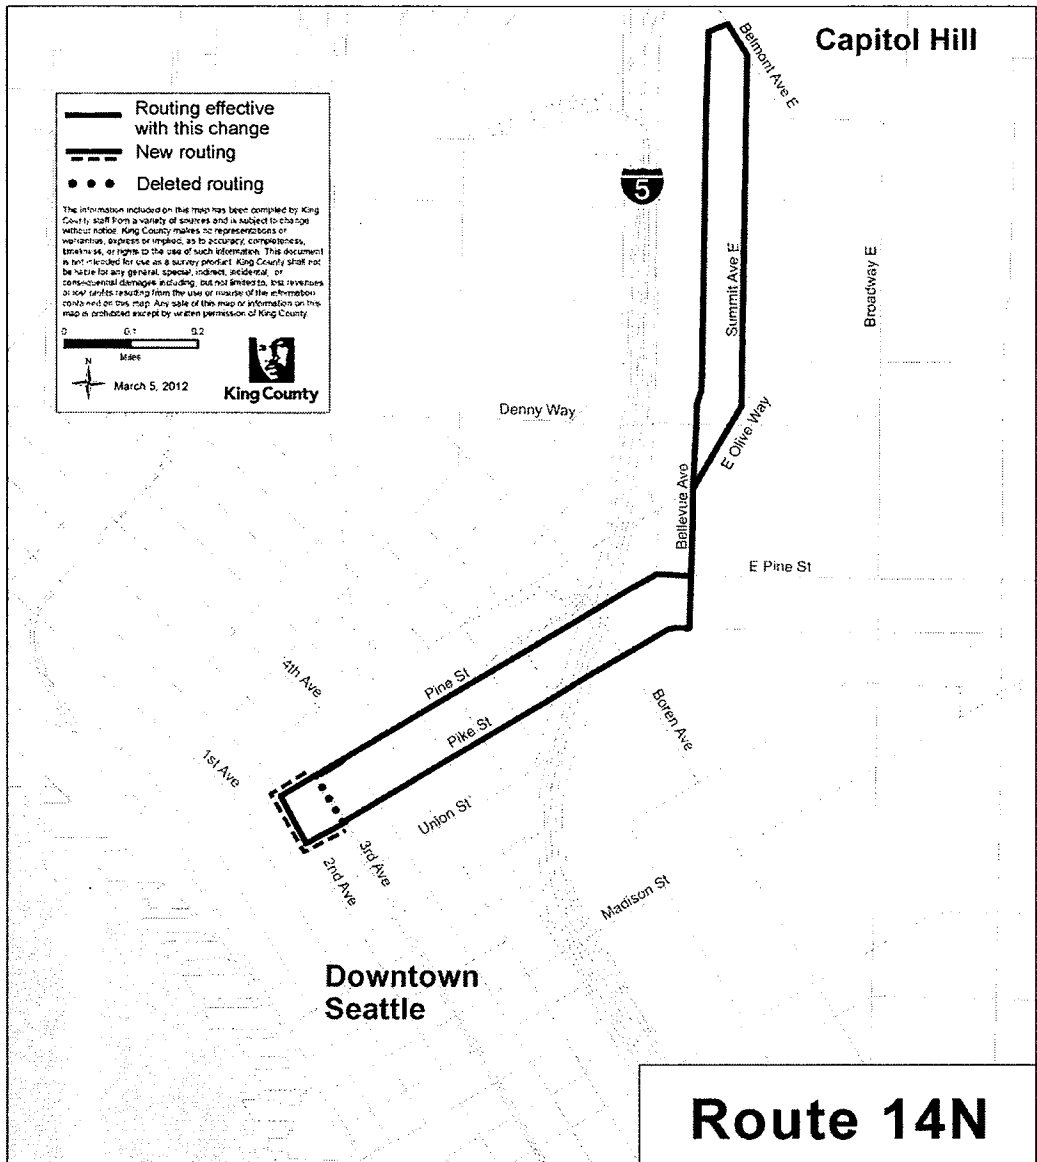 Capitol Hill
Belmont Ave E
Routing effective
with this change
New routing
Deleted routing
The information included on this map has been compiled by King
County staff from a variety of sources and is subject to change
without notice. King County makes no representations or
warranties, express or implied, as to accuracy, completeness,
timeliness, or rights to the use of such information. This document
is not intended for use as a survey product. King County shall not
be liable for any general, special, indirect, incidental, or
consequential damages including, but not limited to, lost revenues
or lost profits resulting from the use or misuse of the information
contained on this map. Any sale of this map or information on this
map is prohibited except by written permission of King County.
0 0.1 0.2
Miles
N
March 5, 2012
King County
5
Summit Ave E
Broadway E
Denny Way
E Olive Way
Bellevue Ave
E Pine St
4th Ave
Pine St
Boren Ave
Pike St
1st Ave
Union St
3rd Ave
2nd Ave
Madison St
Downtown
Seattle
Route 14N